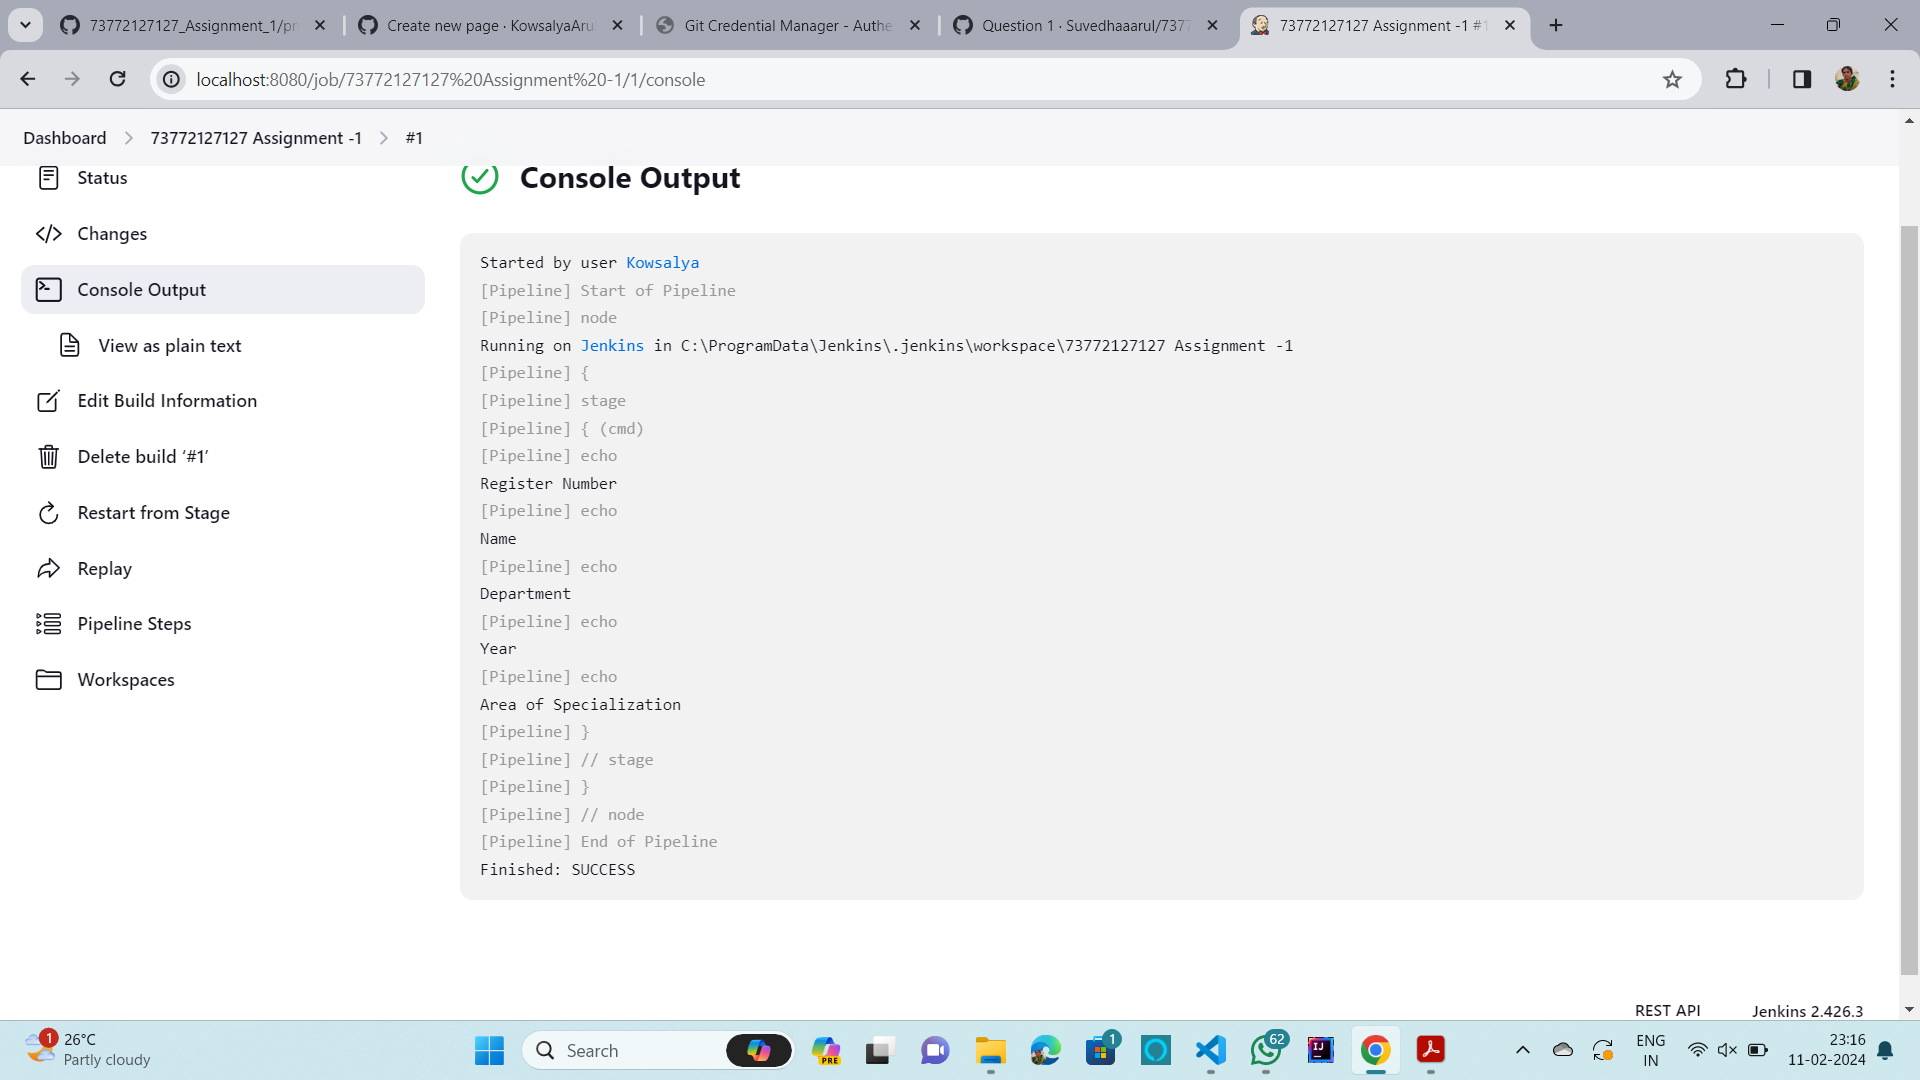 73772127127_Assignment_1/pr
Create new page · KowsalyaAru
Git Credential Manager - Authe
Question 1 · Suvedhaaarul/7377
73772127127 Assignment -1 #1
localhost:8080/job/73772127127%20Assignment%20-1/1/console
Dashboard
73772127127 Assignment -1
#1
Status
Changes
Console Output
View as plain text
Edit Build Information
Delete build ‘#1’
Restart from Stage
Replay
Pipeline Steps
Workspaces
Console Output
Started by user Kowsalya
[Pipeline] Start of Pipeline
[Pipeline] node
Running on Jenkins in C:\ProgramData\Jenkins\.jenkins\workspace\73772127127 Assignment -1
[Pipeline] {
[Pipeline] stage
[Pipeline] { (cmd)
[Pipeline] echo
Register Number
[Pipeline] echo
Name
[Pipeline] echo
Department
[Pipeline] echo
Year
[Pipeline] echo
Area of Specialization
[Pipeline] }
[Pipeline] // stage
[Pipeline] }
[Pipeline] // node
[Pipeline] End of Pipeline
Finished: SUCCESS
REST API
Jenkins 2.426.3
1
26°C
Partly cloudy
Search
PRE
1
62
IJ
ENG
IN
23:16
11-02-2024